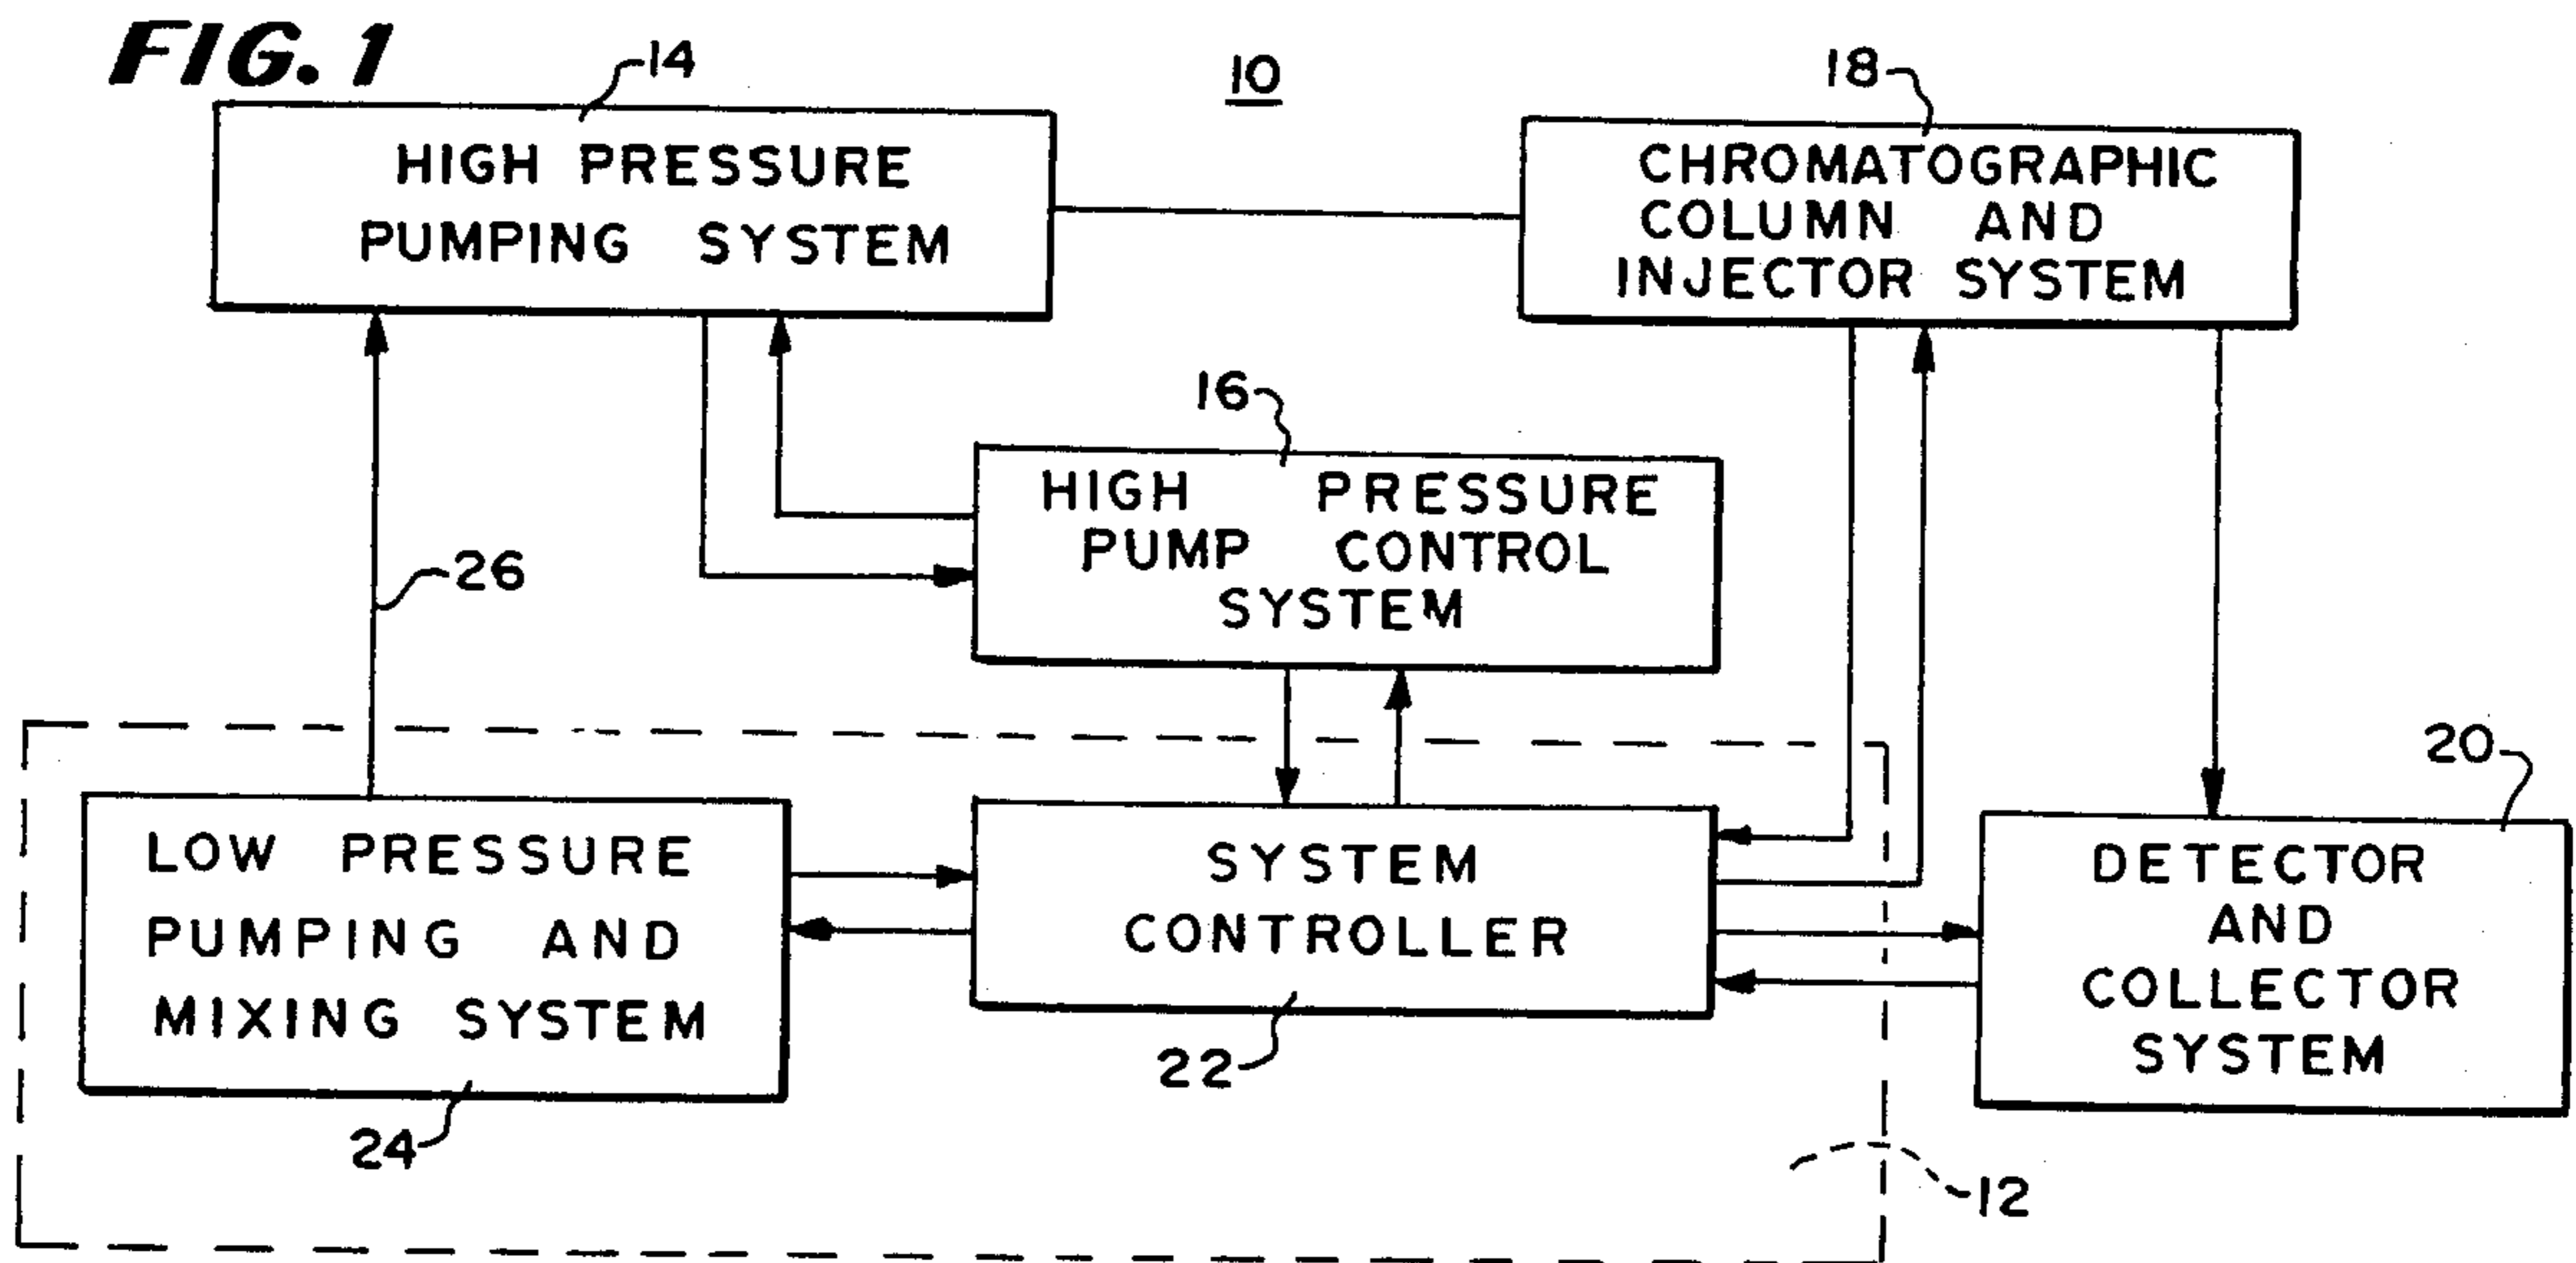 FIG. 1
14
10
18
HIGH PRESSURE
PUMPING SYSTEM
CHROMATOGRAPHIC
COLUMN AND
INJECTOR SYSTEM
16
HIGH PRESSURE
PUMP CONTROL
SYSTEM
26
20
LOW PRESSURE
PUMPING AND
MIXING SYSTEM
SYSTEM
CONTROLLER
DETECTOR
AND
COLLECTOR
SYSTEM
22
24
12